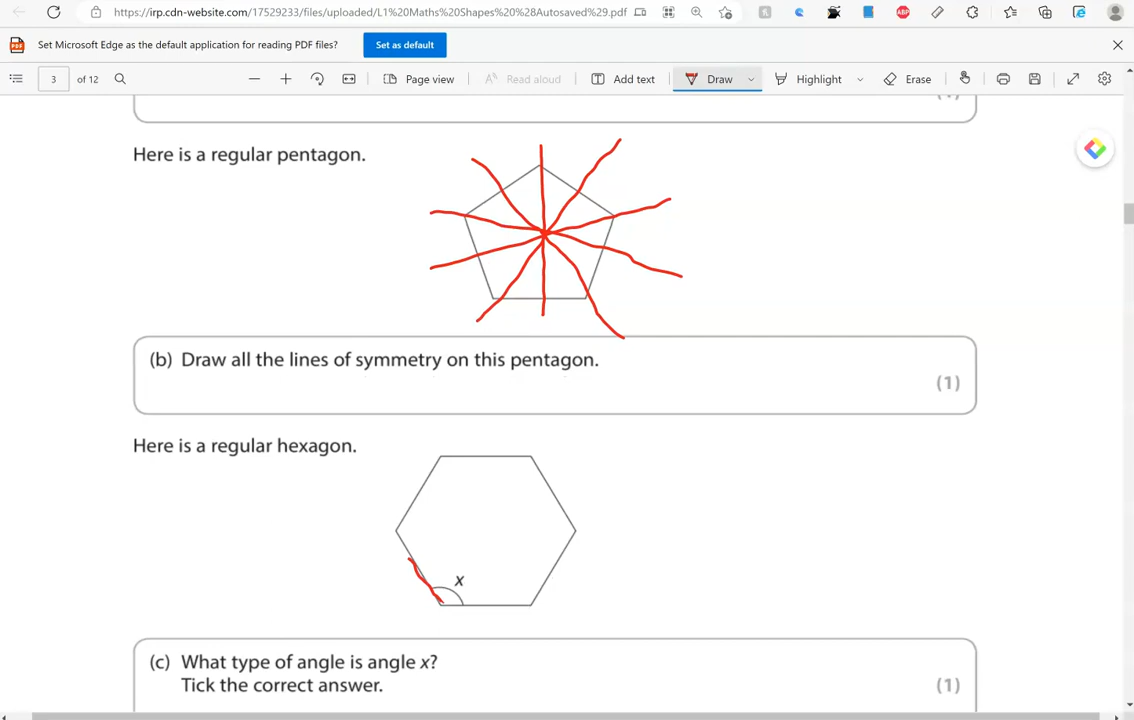 https://irp.cdn-website.com/17529233/files/uploaded/L1%20Maths%20Shapes%20%28Autosaved%29.pdf
Set Microsoft Edge as the default application for reading PDF files?
Set as default
3 of 12
Page view
Read aloud
Add text
Draw
Highlight
Erase
Here is a regular pentagon.
(b) Draw all the lines of symmetry on this pentagon.
(1)
Here is a regular hexagon.
x
(c) What type of angle is angle x?
Tick the correct answer.
(1)